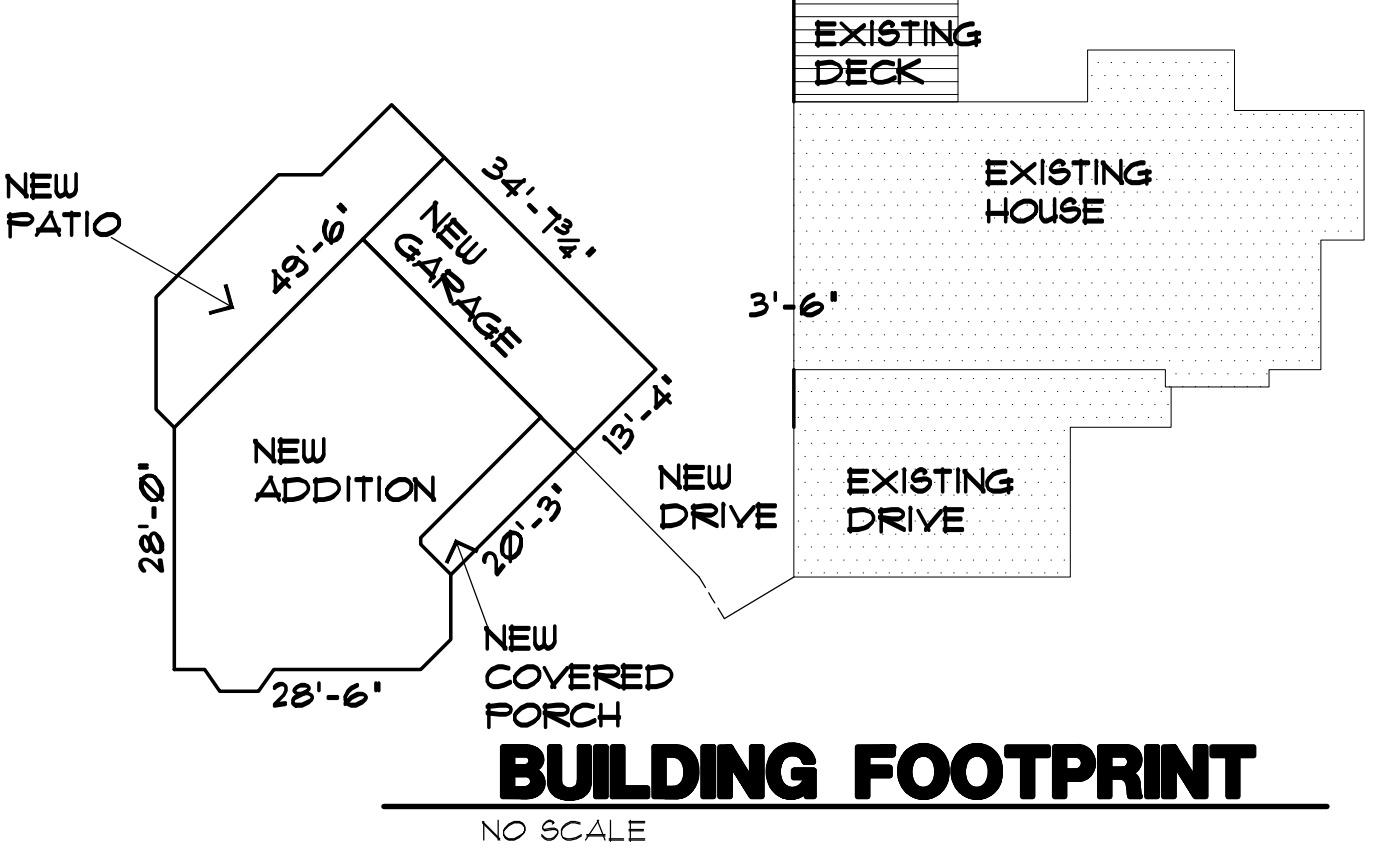 EXISTING
DECK
NEW
PATIO
49'-6"
34'-7¾"
NEW
GARAGE
EXISTING
HOUSE
3'-6"
13'-4"
NEW
ADDITION
28'-0"
20'-3"
NEW
DRIVE
EXISTING
DRIVE
28'-6"
NEW
COVERED
PORCH
BUILDING FOOTPRINT
NO SCALE